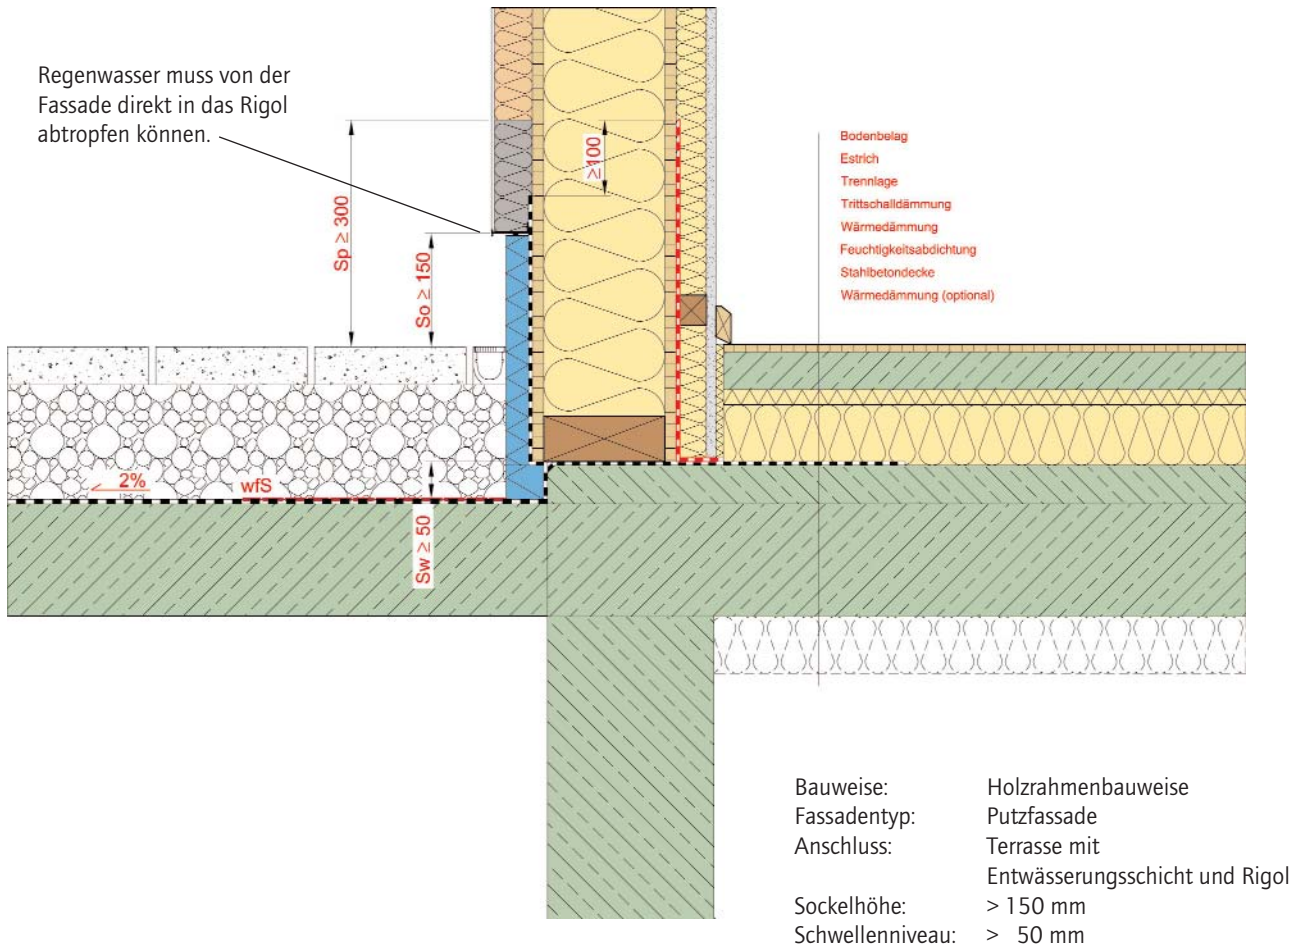 Regenwasser muss von der
Fassade direkt in das Rigol
abtropfen können.
Sp ≥ 300
So ≥ 150
≥100
Bodenbelag
Estrich
Trennlage
Trittschalldämmung
Wärmedämmung
Feuchtigkeitsabdichtung
Stahlbetondecke
Wärmedämmung (optional)
2%
wfS
Sw ≥ 50
Bauweise: Holzrahmenbauweise
Fassadentyp: Putzfassade
Anschluss: Terrasse mit
Entwässerungsschicht und Rigol
Sockelhöhe: > 150 mm
Schwellenniveau: > 50 mm